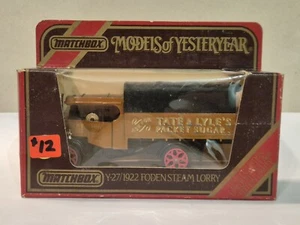 MATCHBOX
MODELS OF YESTERYEAR
TATE & LYLE'S
PACKET SUGAR
$12
MATCHBOX
Y-27/1922 FODEN STEAM LORRY